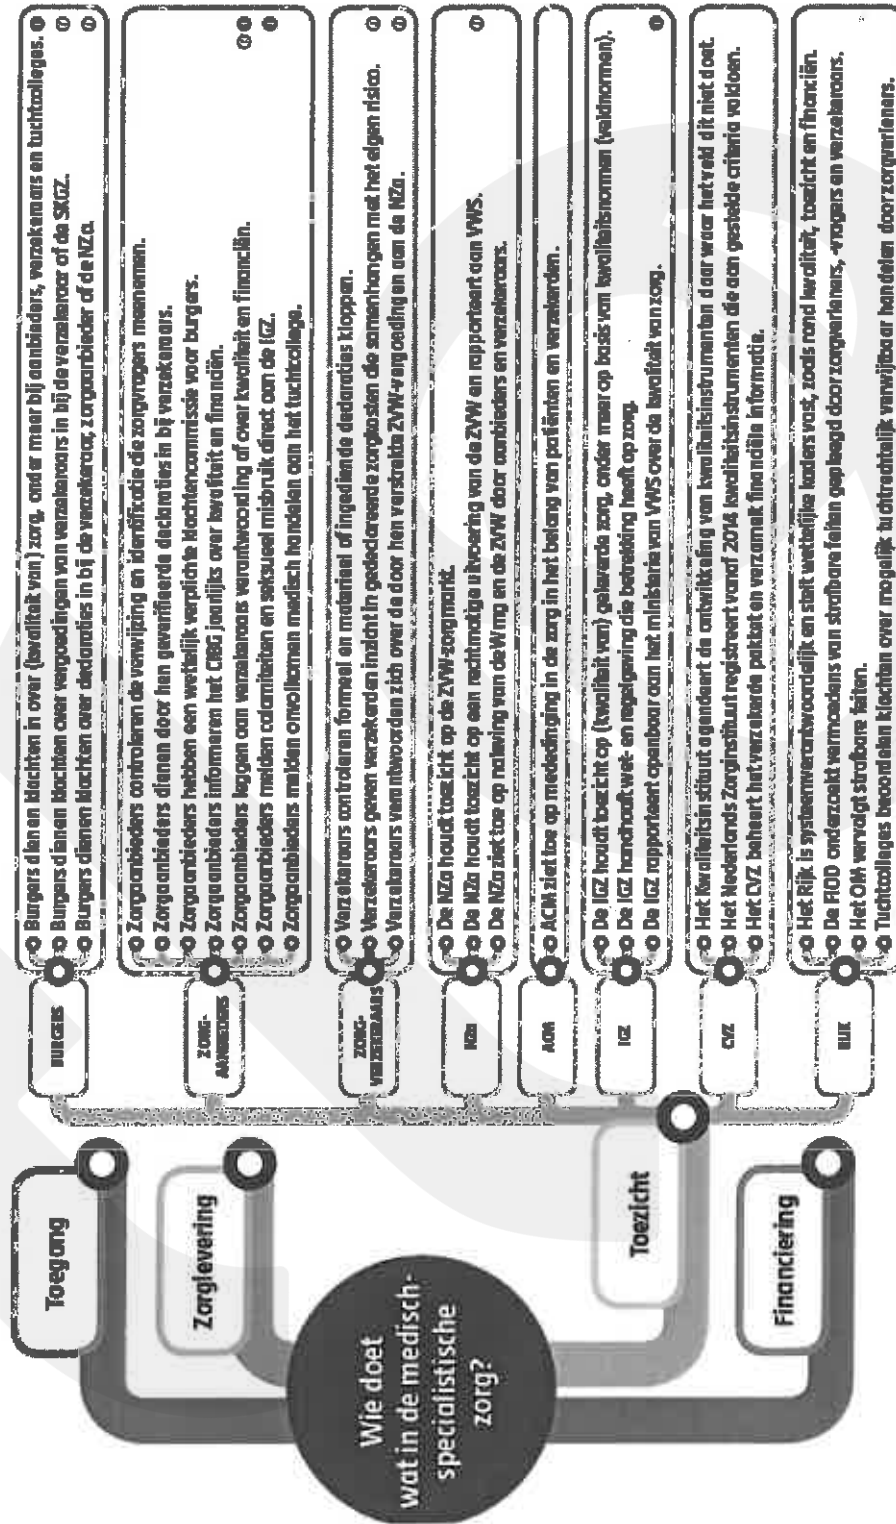 Wie doet
wat in de medisch-
specialistische
zorg?
Toegang
Zorglevering
Toezicht
Financiering
BURGERS
Burgers dienen klachten in over (kwaliteit van) zorg, onder meer bij aanbieders, verzekeraars en tuchtcolleges.
Burgers dienen klachten over vergoedingen van verzekeraars in bij de verzekeraar of de SKGZ.
Burgers dienen klachten over declaraties in bij de verzekeraar, zorgaanbieder of de NZa.
ZORG-
AANBIEDERS
Zorgaanbieders controleren de verwijzing en identificatie die zorgvragers meenemen.
Zorgaanbieders dienen door hen geverifieerde declaraties in bij verzekeraars.
Zorgaanbieders hebben een wettelijk verplichte klachtencommissie voor burgers.
Zorgaanbieders informeren het CIBG jaarlijks over kwaliteit en financiën.
Zorgaanbieders leggen aan verzekeraars verantwoording af over kwaliteit en financiën.
Zorgaanbieders melden calamiteiten en seksueel misbruik direct aan de IGZ.
Zorgaanbieders melden onvolkomen medisch handelen aan het tuchtcollege.
ZORG-
VERZEKERAARS
Verzekeraars controleren formeel en materieel of ingediende declaraties kloppen.
Verzekeraars geven verzekerden inzicht in gedeclareerde zorgkosten die samenhangen met het eigen risico.
Verzekeraars verantwoorden zich over de door hen verstrekte ZVW-vergoeding en aan de NZa.
NZa
De NZa houdt toezicht op de ZVW-zorgmarkt.
De NZa houdt toezicht op een rechtmatige uitvoering van de ZVW en rapporteert aan VWS.
De NZa ziet toe op naleving van de Wmg en de ZVW door aanbieders en verzekeraars.
ACM
ACM ziet toe op mededinging in de zorg in het belang van patiënten en verzekerden.
IGZ
De IGZ houdt toezicht op (kwaliteit van) geleverde zorg, onder meer op basis van kwaliteitsnormen (veldnormen).
De IGZ handhaaft wet- en regelgeving die betrekking heeft op zorg.
De IGZ rapporteert openbaar aan het ministerie van VWS over de kwaliteit van zorg.
CVZ
Het Kwaliteitsinstituut agendeert de ontwikkeling van kwaliteitsinstrumenten daar waar het veld dit niet doet.
Het Nederlands Zorginstituut registreert vanaf 2014 kwaliteitsinstrumenten die aan gestelde criteria voldoen.
Het CVZ beheert het verzekerde pakket en verzamelt financiële informatie.
RIJK
Het Rijk is systeemverantwoordelijk en stelt wettelijke kaders vast, zoals rond kwaliteit, toezicht en financiën.
De FIOD onderzoekt vermoedens van strafbare feiten gepleegd door zorgverleners, -vragers en verzekeraars.
Het OM vervolgt strafbare feiten.
Tuchtcolleges beoordelen klachten over mogelijk tuchtrechtelijk verwijtbaar handelen door zorgverleners.